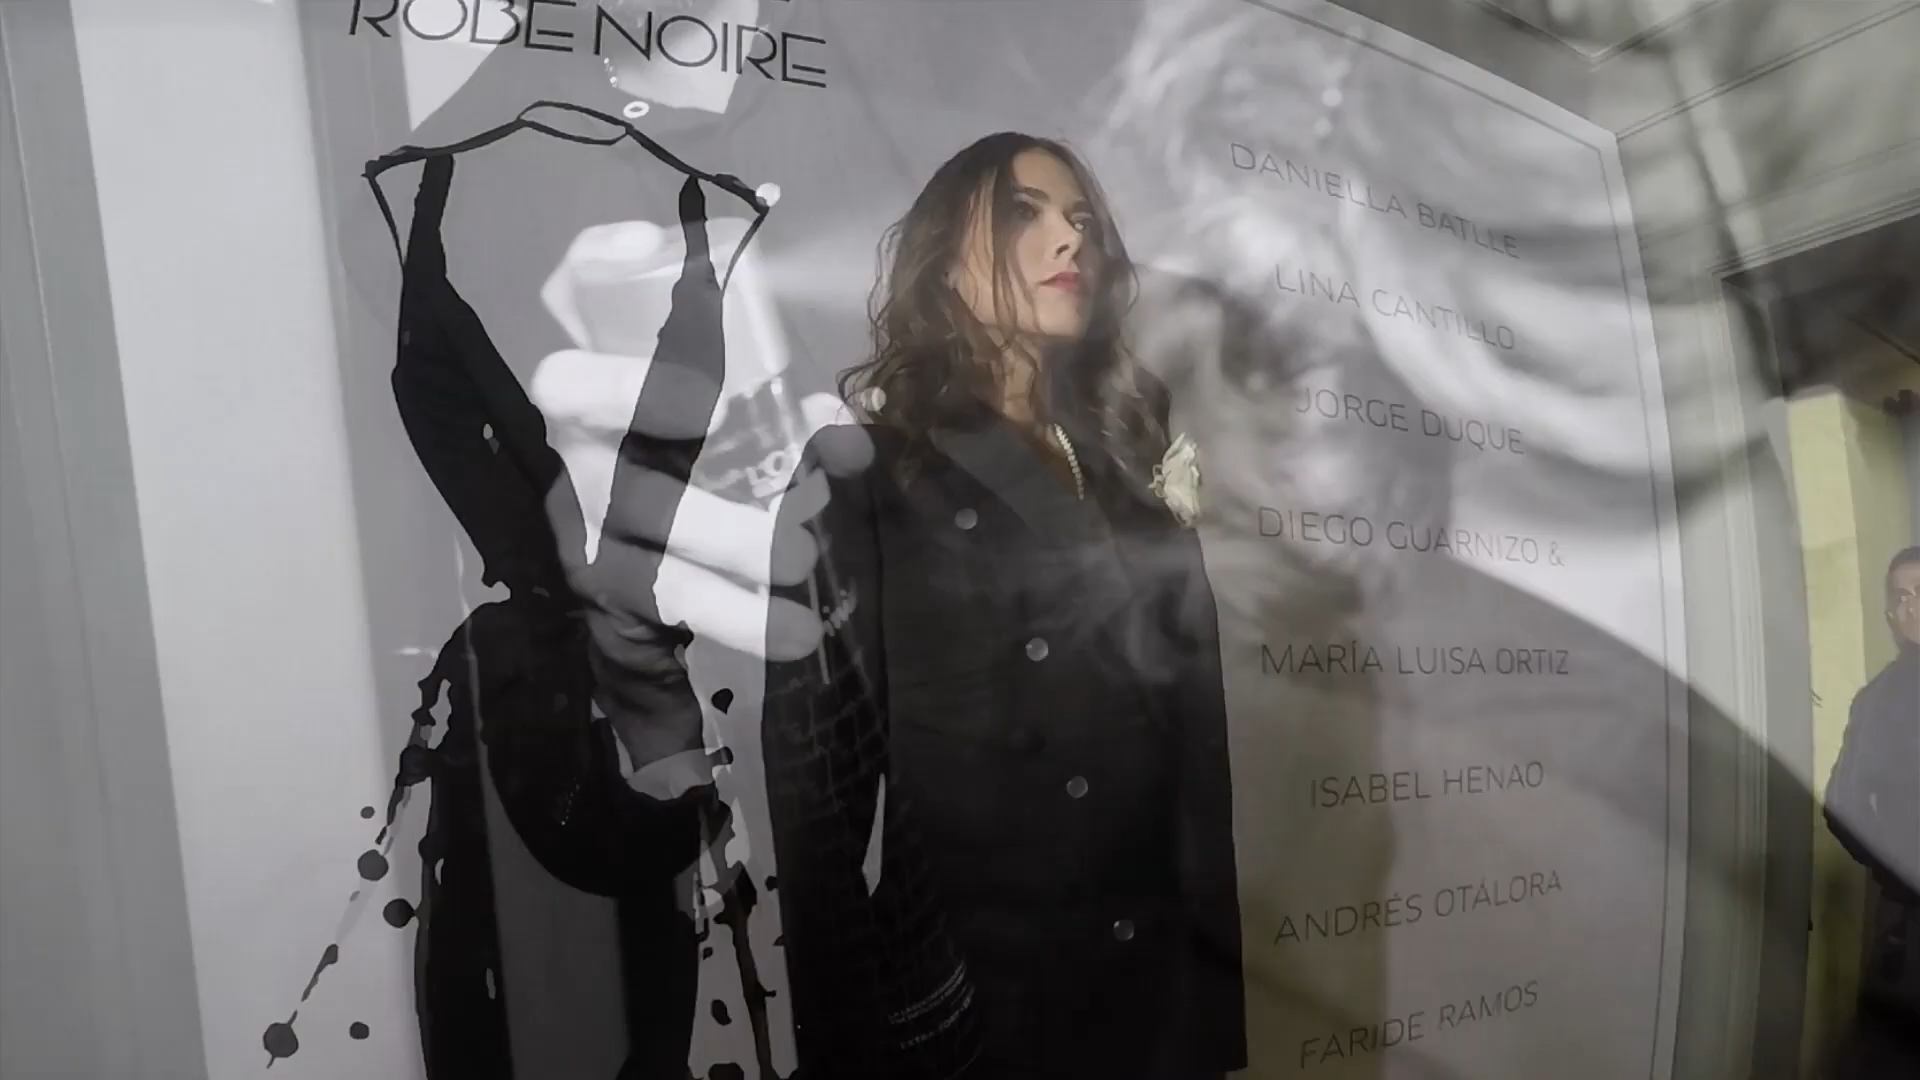 ROBE NOIRE
DANIELLA BATLLE
LINA CANTILLO
JORGE DUQUE
DIEGO GUARNIZO &
MARÍA LUISA ORTIZ
ISABEL HENAO
ANDRÉS OTÁLORA
FARIDE RAMOS